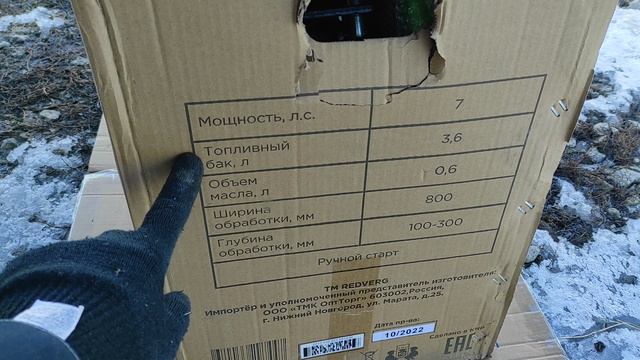 Мощность, л.с. 7
Топливный
бак, л 3,6
Объем
масла, л 0,6
Ширина
обработки, мм 800
Глубина
обработки, мм 100-300
Ручной старт
TM REDVERG
Импортёр и уполномоченный представитель изготовителя:
ООО «ТМК ОптТорг» 603002,Россия,
г. Нижний Новгород, ул. Марата, д.25.
Дата пр-ва:
10/2022
Сделано в КНР
EAC